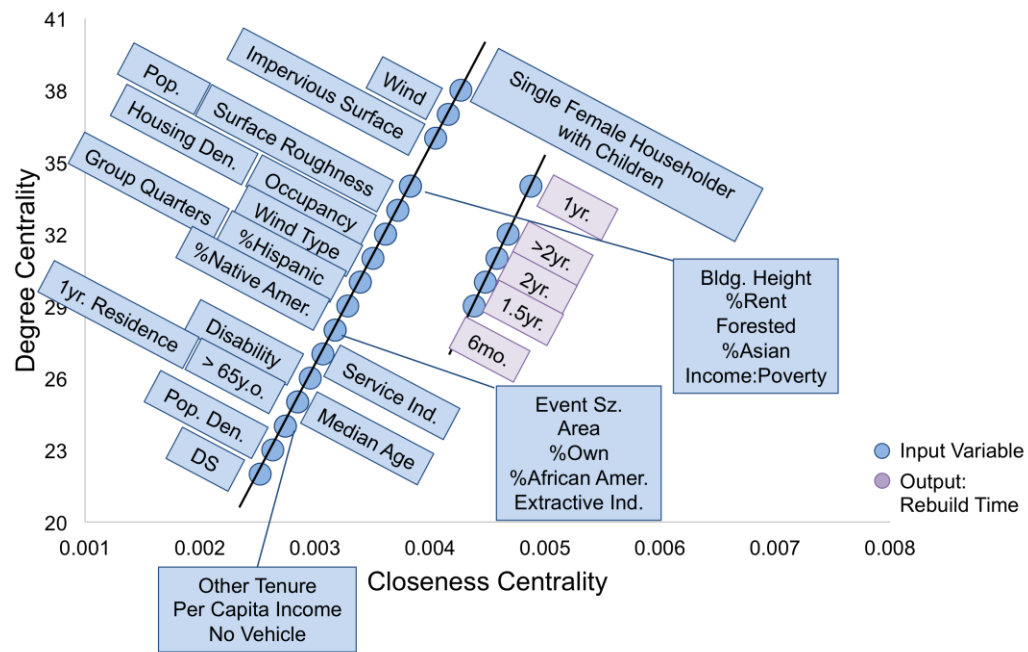 41
38
35
32
29
26
23
20
Degree Centrality
0.001
0.002
0.003
0.004
0.005
0.006
0.007
0.008
Closeness Centrality
Wind
Impervious Surface
Pop.
Surface Roughness
Housing Den.
Occupancy
Group Quarters
Wind Type
%Hispanic
%Native Amer.
1yr. Residence
Disability
> 65y.o.
Pop. Den.
DS
Single Female Householder
with Children
1yr.
>2yr.
2yr.
1.5yr.
6mo.
Service Ind.
Median Age
Bldg. Height
%Rent
Forested
%Asian
Income:Poverty
Event Sz.
Area
%Own
%African Amer.
Extractive Ind.
Other Tenure
Per Capita Income
No Vehicle
Input Variable
Output:
Rebuild Time